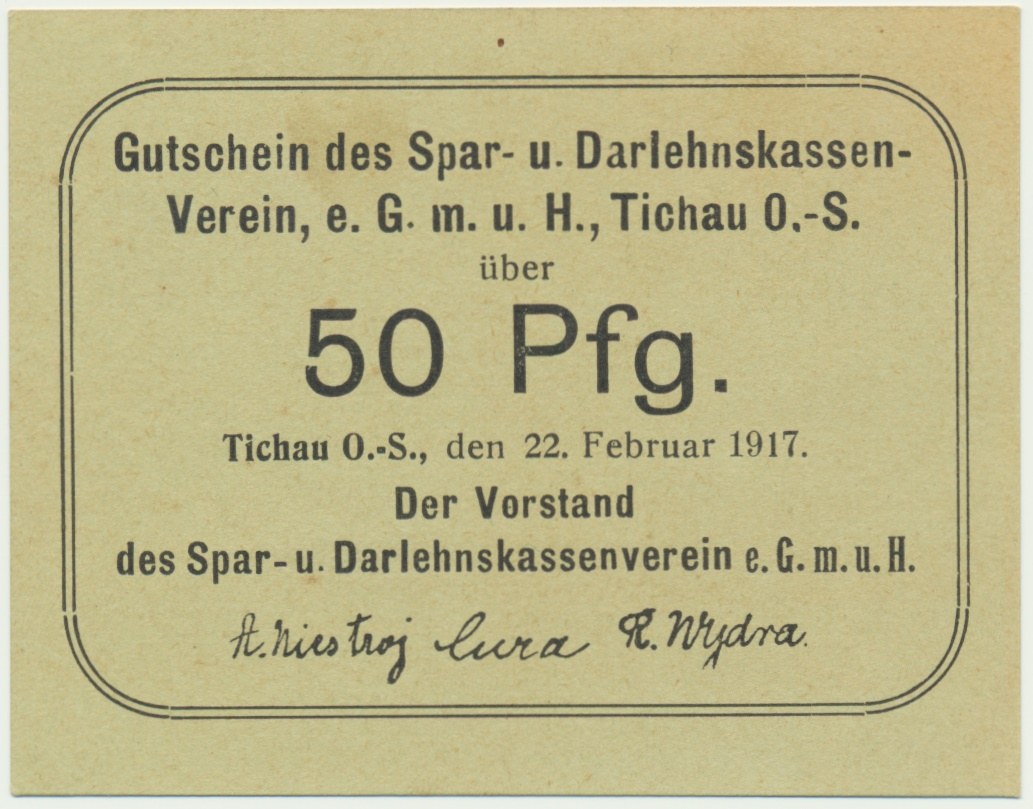 Gutschein des Spar- u. Darlehnskassen-
Verein, e. G. m. u. H., Tichau O.-S.
über
50 Pfg.
Tichau O.-S., den 22. Februar 1917.
Der Vorstand
des Spar- u. Darlehnskassenverein e. G. m. u. H.
A. Niestroj Cura R. Wydra.